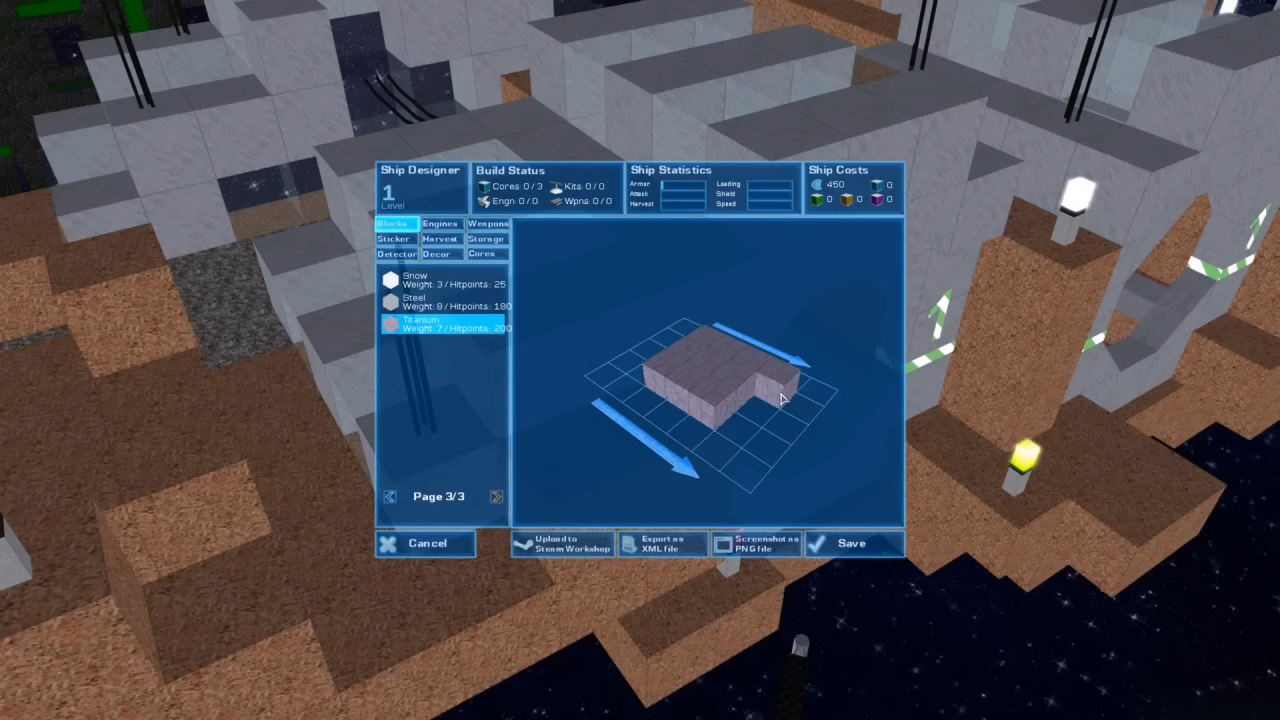 Ship Designer
1
Level
Build Status
Cores: 0 / 3
Kits: 0 / 0
Engn: 0 / 0
Wpns: 0 / 0
Ship Statistics
Armor
Loading
Attack
Shield
Harvest
Speed
Ship Costs
450
0
0
0
0
Blocks
Engines
Weapons
Sticker
Harvest
Storage
Detector
Decor
Cores
Snow
Weight: 3 / Hitpoints: 25
Steel
Weight: 8 / Hitpoints: 180
Titanium
Weight: 7 / Hitpoints: 200
Page 3/3
Cancel
Upload to
Steam Workshop
Export as
XML file
Screenshot as
PNG file
Save